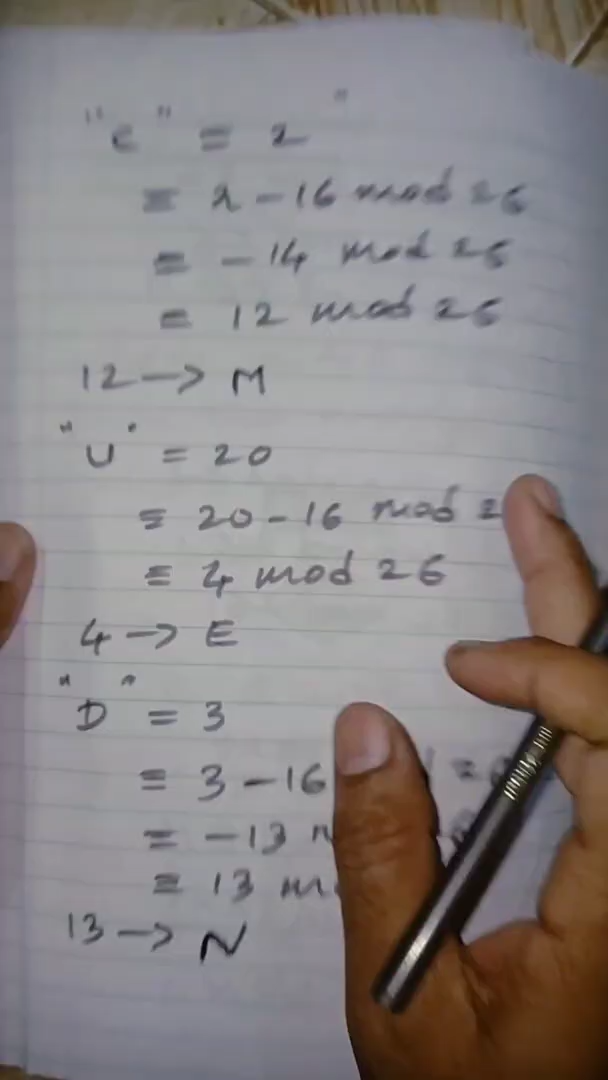 "C" = 2 "
= 2 - 16 mod 26
= -14 mod 26
= 12 mod 26
12 -> M
"U" = 20
= 20 - 16 mod 2
= 4 mod 26
4 -> E
"D" = 3
= 3 - 16
= -13
= 13
13 -> N